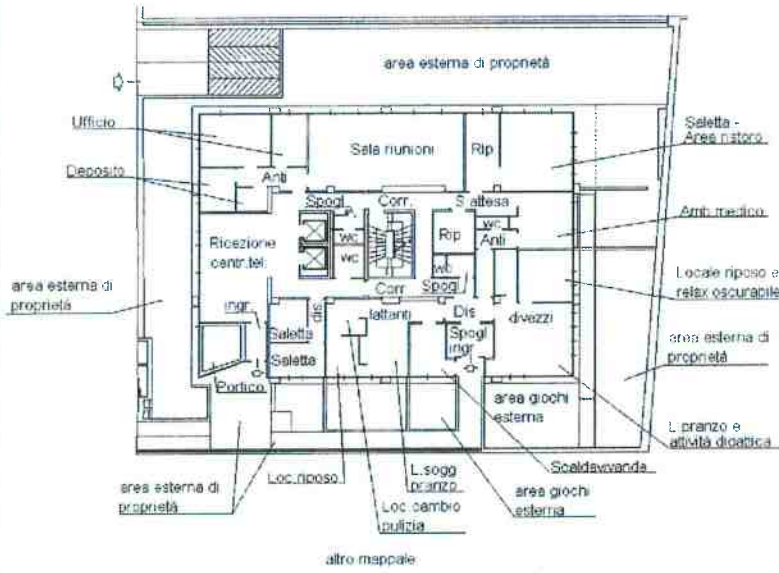 area esterna di proprietà
Ufficio
Sala riunioni
Rip
Saletta -
Area ristoro
Deposito
Anti
Spogl
A.
Corr.
S.attesa
wc
wc
wc
Rip
Anti
Amb medico
Ricezione
centr.tel.
wc
Corr
Spogl
Locale riposo e
relax oscurabile
area esterna di
proprietà
ingr.
dis.
lattanti
Dis
divezzi
Saletta
Saletta
Spogl
ingr
area esterna di
proprietà
Portico
area giochi
esterna
L.pranzo e
attività didattica
Loc.riposo
L.sogg
pranzo
Scaldavivande
area esterna di
proprietà
Loc.cambio
pulizia
area giochi
esterna
altro mappale